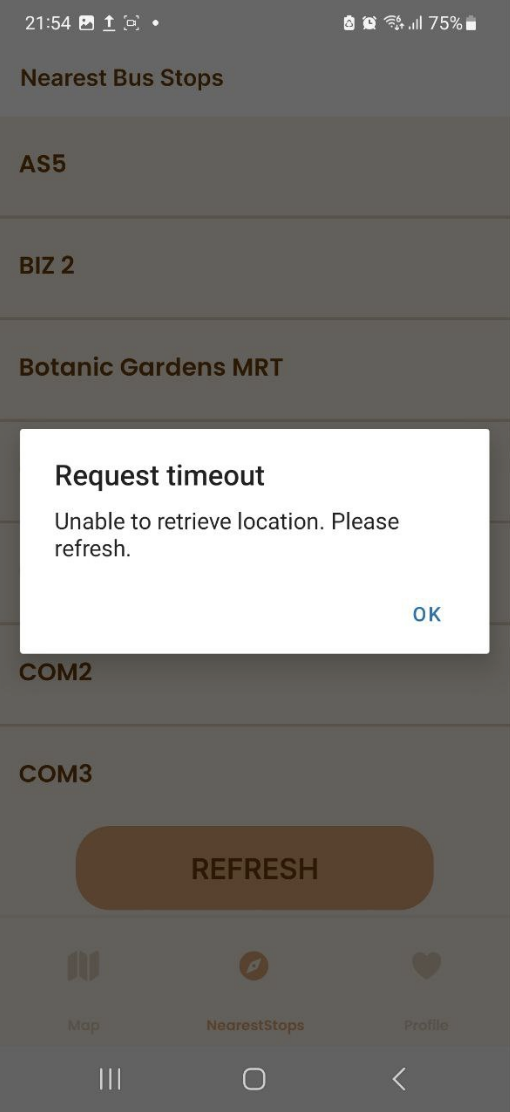 21:54
75%
Nearest Bus Stops
AS5
BIZ 2
Botanic Gardens MRT
Request timeout
Unable to retrieve location. Please
refresh.
OK
COM2
COM3
REFRESH
Map
NearestStops
Profile